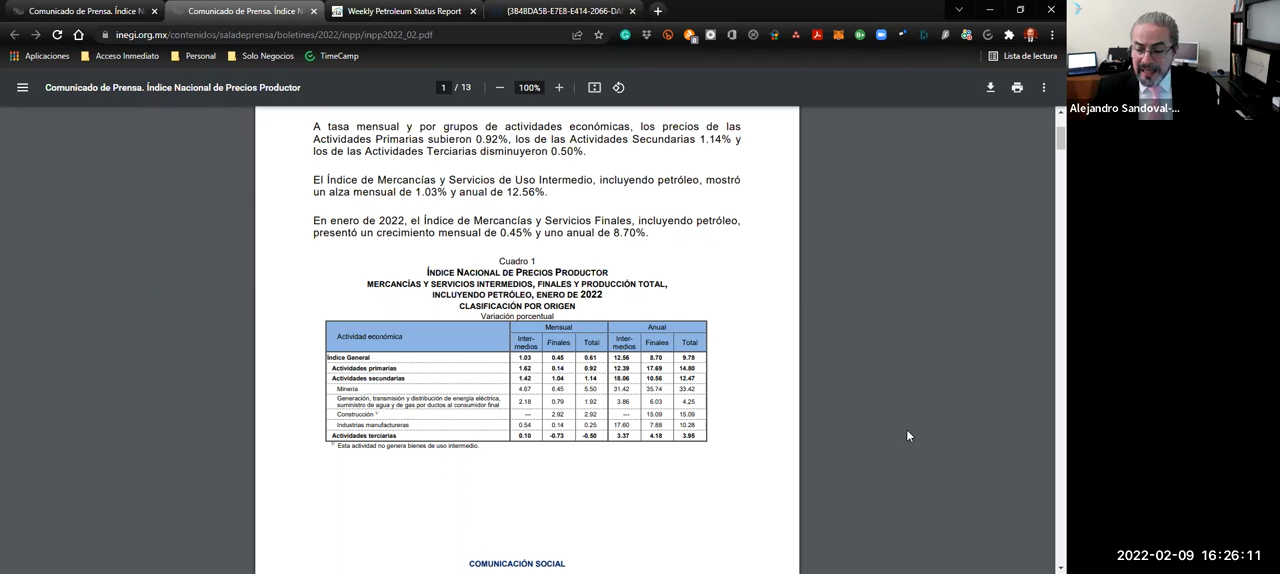 Comunicado de Prensa. Índice N
Comunicado de Prensa. Índice N
Weekly Petroleum Status Report
{3B4BDA5B-E7E8-E414-2066-DA
inegi.org.mx/contenidos/saladeprensa/boletines/2022/inpp/inpp2022_02.pdf
Aplicaciones
Acceso Inmediato
Personal
Solo Negocios
TimeCamp
Lista de lectura
Comunicado de Prensa. Índice Nacional de Precios Productor
1 / 13
100%
A tasa mensual y por grupos de actividades económicas, los precios de las
Actividades Primarias subieron 0.92%, los de las Actividades Secundarias 1.14% y
los de las Actividades Terciarias disminuyeron 0.50%.
El Índice de Mercancías y Servicios de Uso Intermedio, incluyendo petróleo, mostró
un alza mensual de 1.03% y anual de 12.56%.
En enero de 2022, el Índice de Mercancías y Servicios Finales, incluyendo petróleo,
presentó un crecimiento mensual de 0.45% y uno anual de 8.70%.
Cuadro 1
ÍNDICE NACIONAL DE PRECIOS PRODUCTOR
MERCANCÍAS Y SERVICIOS INTERMEDIOS, FINALES Y PRODUCCIÓN TOTAL,
INCLUYENDO PETRÓLEO, ENERO DE 2022
CLASIFICACIÓN POR ORIGEN
Variación porcentual
Actividad económica
Mensual
Anual
Inter-
medios
Finales
Total
Inter-
medios
Finales
Total
Índice General 1.03 0.45 0.61 12.56 8.70 9.78
Actividades primarias 1.62 0.14 0.92 12.39 17.69 14.80
Actividades secundarias 1.42 1.04 1.14 18.06 10.56 12.47
Minería 4.67 6.45 5.50 31.42 35.74 33.42
Generación, transmisión y distribución de energía eléctrica,
suministro de agua y de gas por ductos al consumidor final 2.18 0.79 1.92 3.86 6.03 4.25
Construcción 1/ --- 2.92 2.92 --- 15.09 15.09
Industrias manufactureras 0.54 0.14 0.25 17.60 7.88 10.28
Actividades terciarias 0.10 -0.73 -0.50 3.37 4.18 3.95
1/ Esta actividad no genera bienes de uso intermedio.
COMUNICACIÓN SOCIAL
Alejandro Sandoval-...
2022-02-09 16:26:11